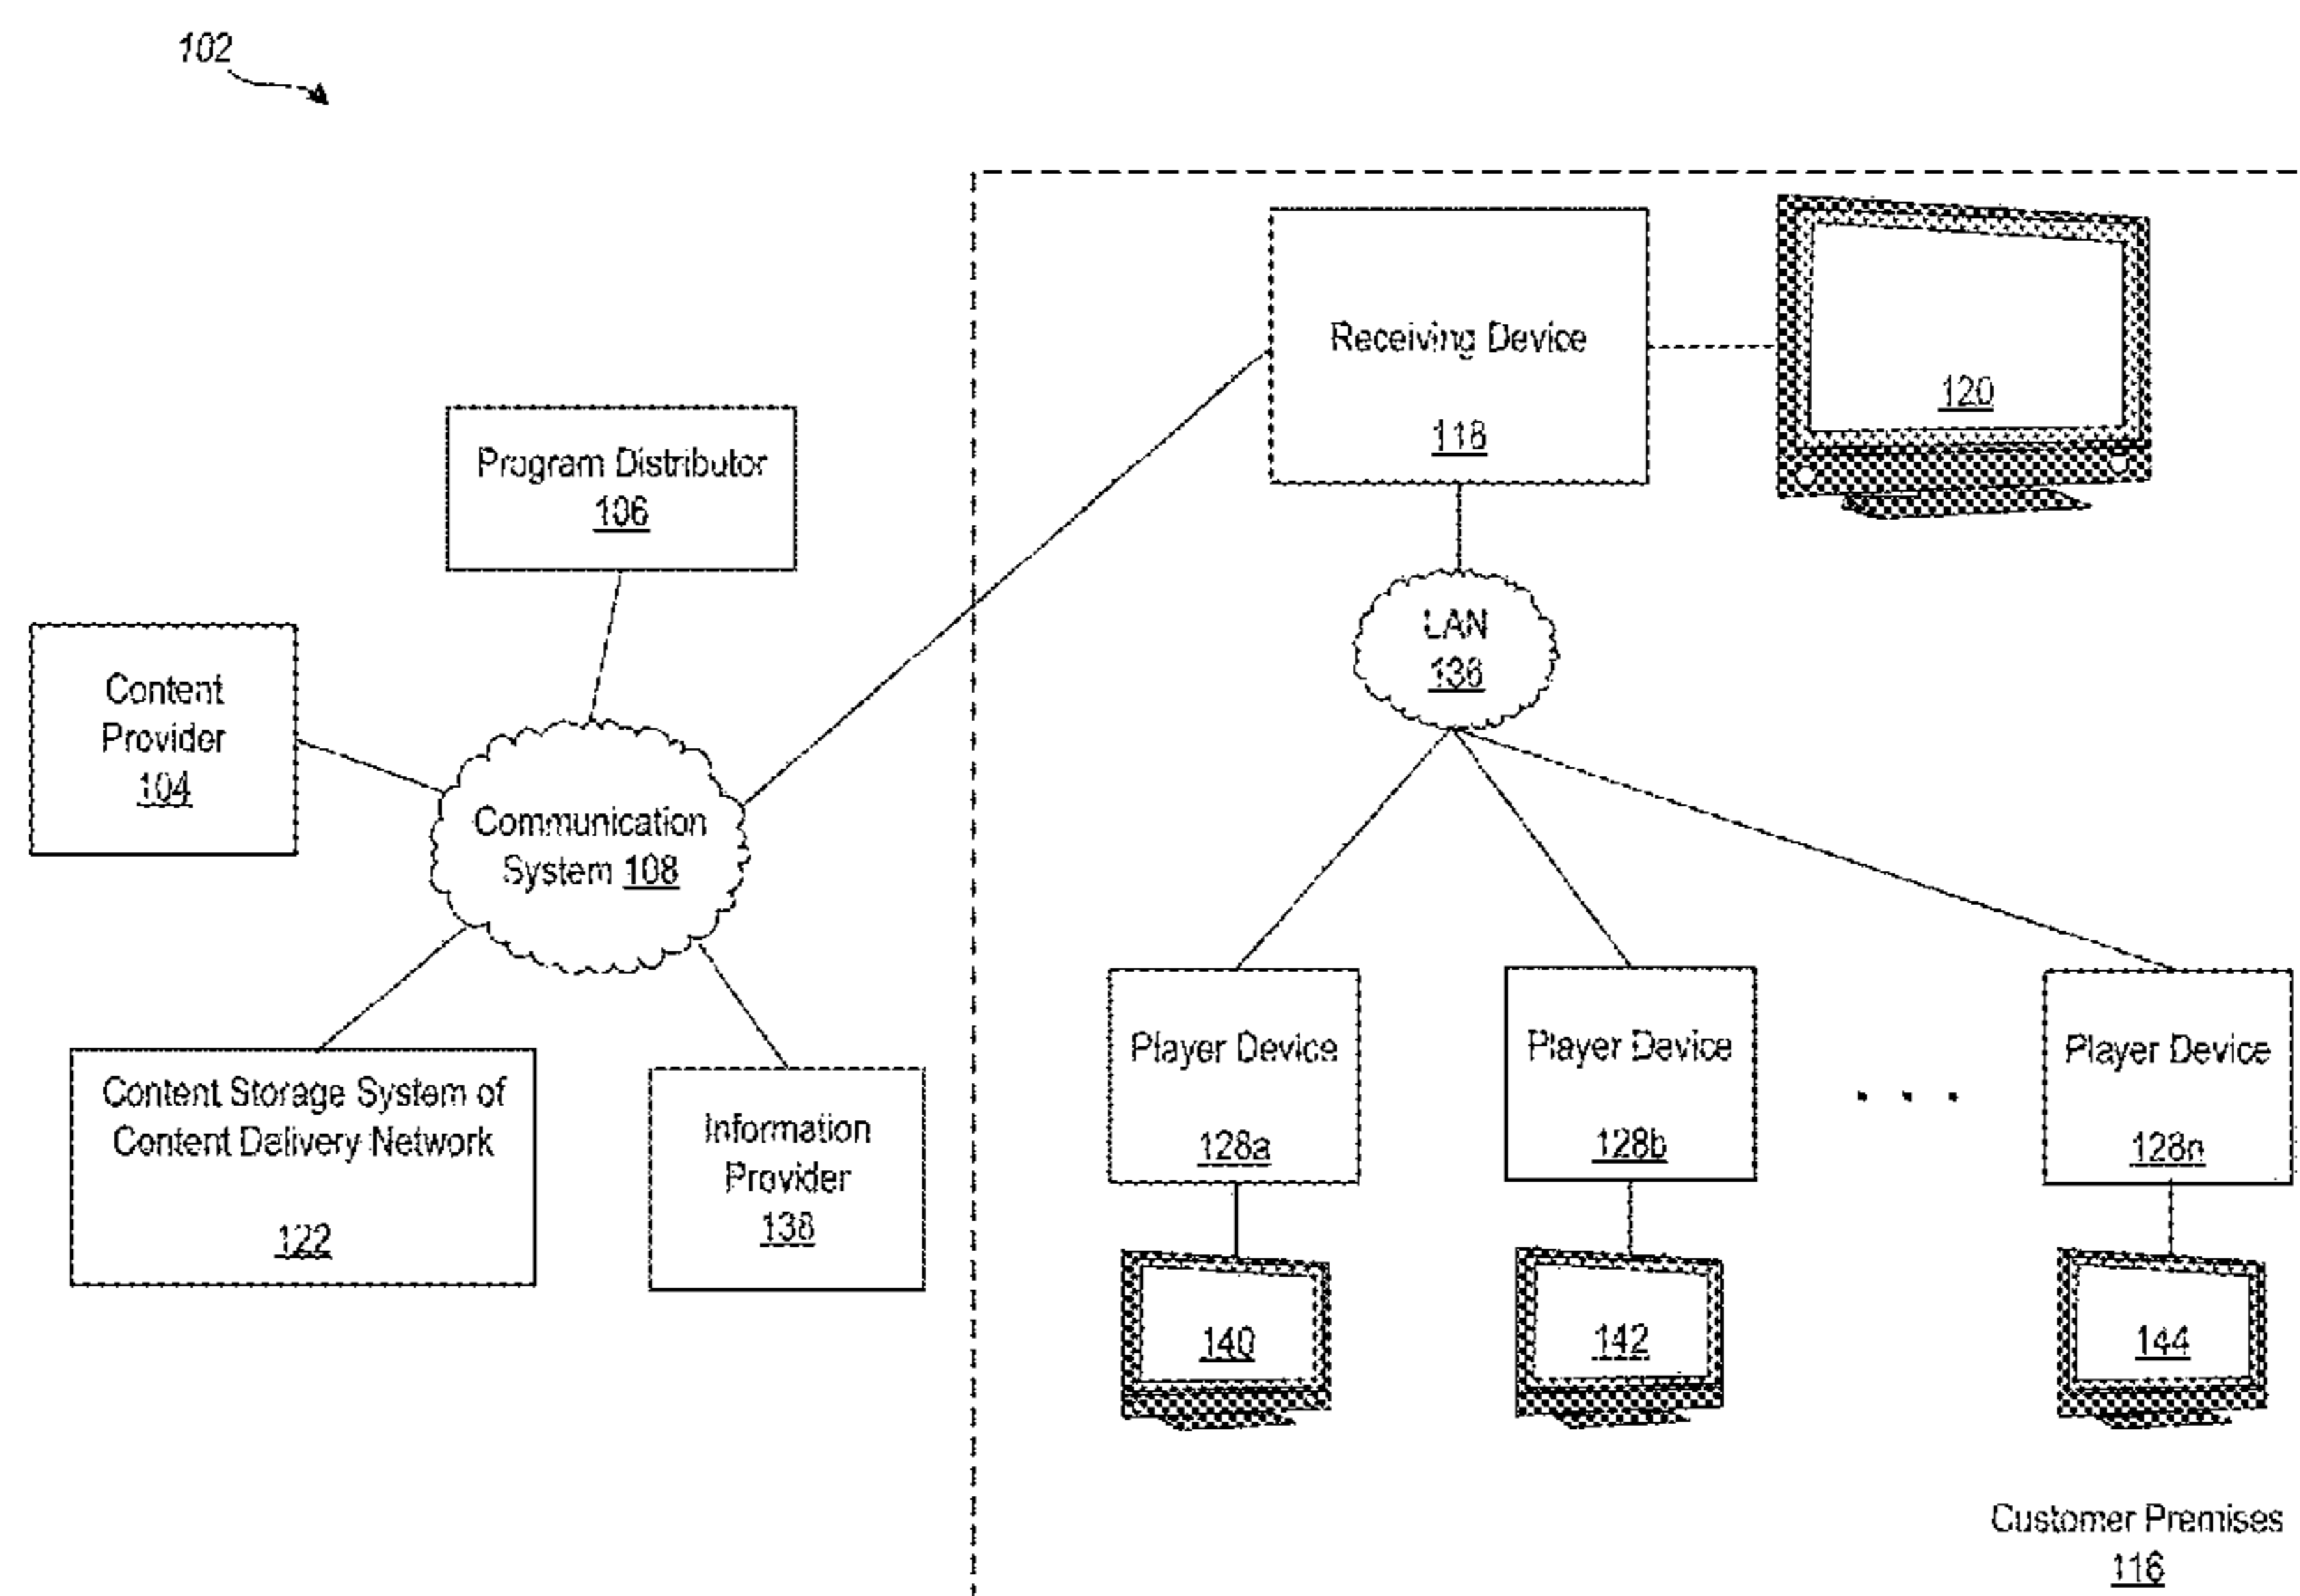 102
Receiving Device
118
120
Program Distributor
106
LAN
136
Content
Provider
104
Communication
System 108
Content Storage System of
Content Delivery Network
122
Information
Provider
138
Player Device
128a
Player Device
128b
. . .
Player Device
128n
140
142
144
Customer Premises
116